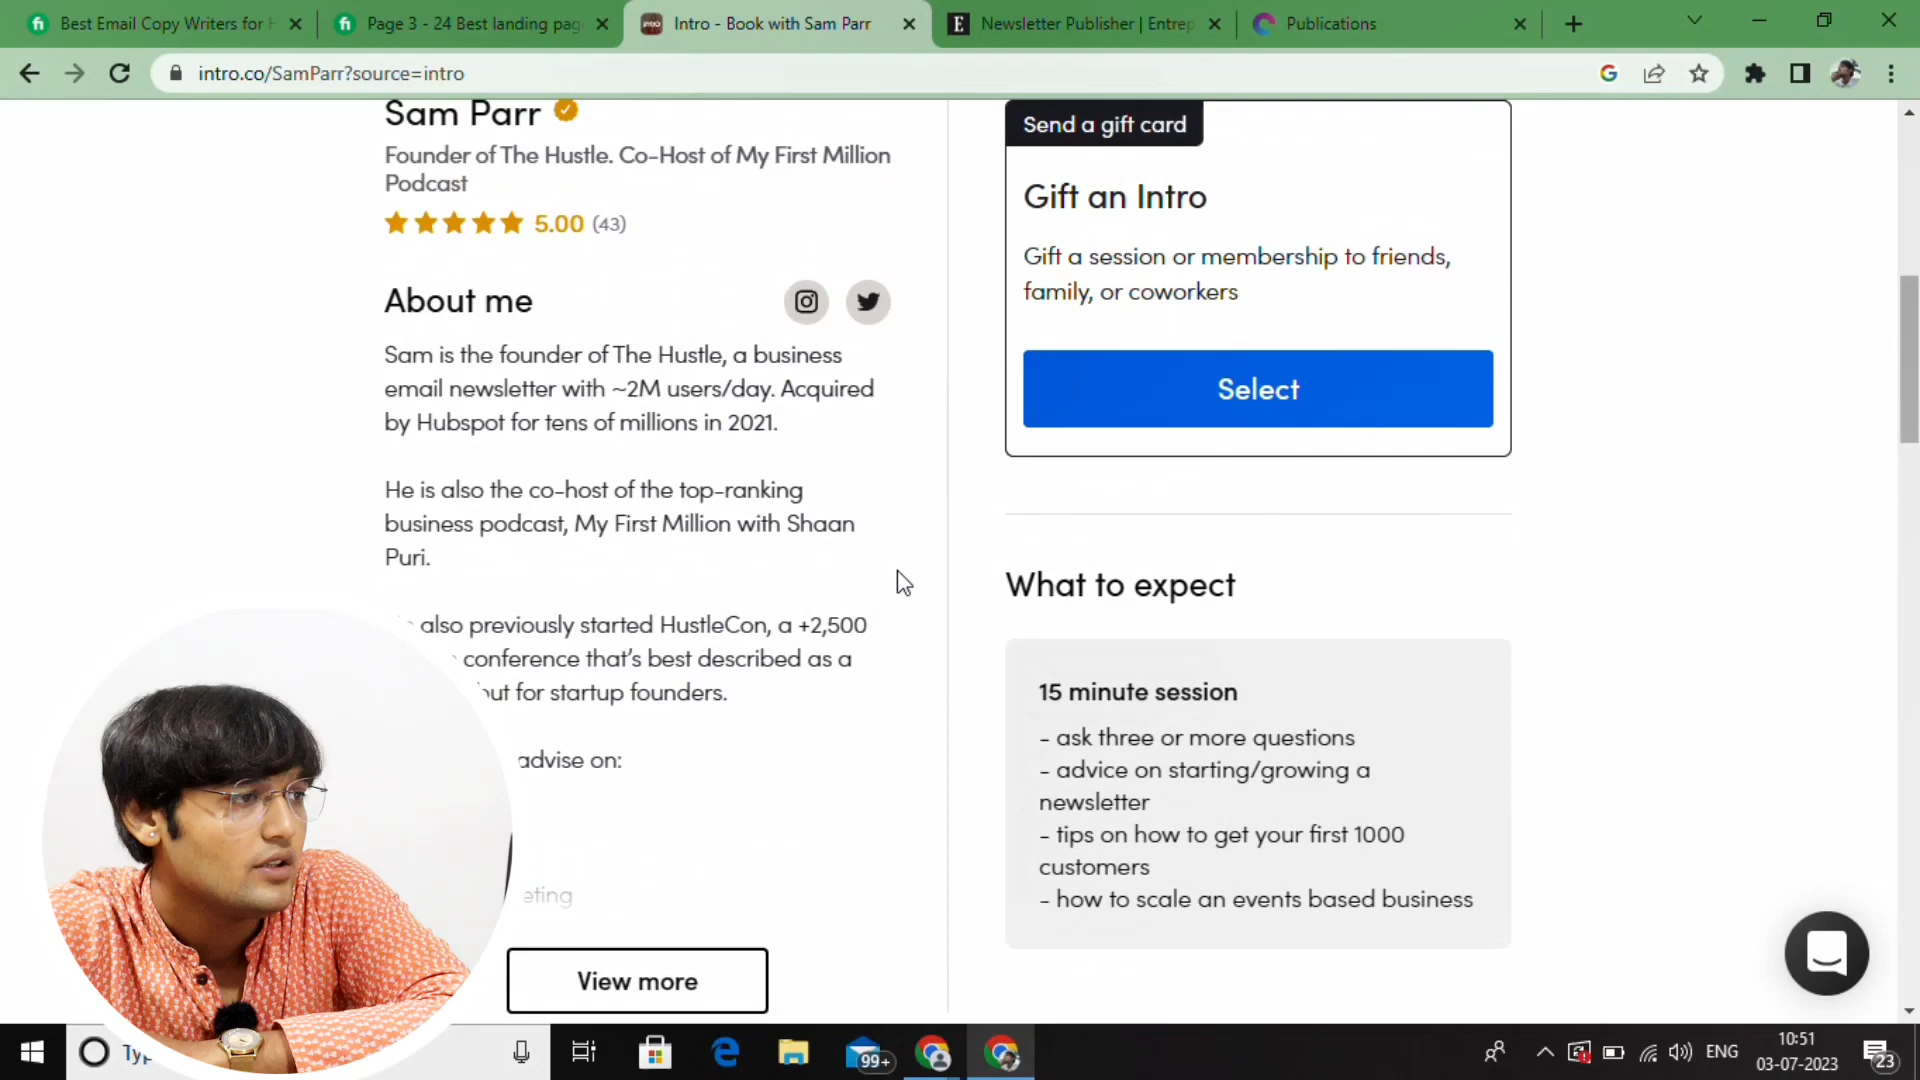 Best Email Copy Writers for H
Page 3 - 24 Best landing pag
Intro - Book with Sam Parr
Newsletter Publisher | Entrep
Publications
intro.co/SamParr?source=intro
Sam Parr
Founder of The Hustle. Co-Host of My First Million
Podcast
5.00 (43)
About me
Sam is the founder of The Hustle, a business
email newsletter with ~2M users/day. Acquired
by Hubspot for tens of millions in 2021.
He is also the co-host of the top-ranking
business podcast, My First Million with Shaan
Puri.
also previously started HustleCon, a +2,500
conference that's best described as a
but for startup founders.
advise on:
eting
View more
Send a gift card
Gift an Intro
Gift a session or membership to friends,
family, or coworkers
Select
What to expect
15 minute session
- ask three or more questions
- advice on starting/growing a
newsletter
- tips on how to get your first 1000
customers
- how to scale an events based business
Typ
99+
ENG
10:51
03-07-2023
23